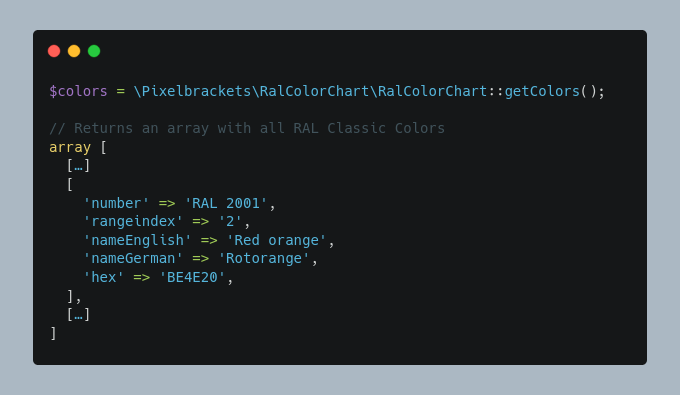 $colors = \Pixelbrackets\RalColorChart\RalColorChart::getColors();

// Returns an array with all RAL Classic Colors
array [
  […]
  [
    'number' => 'RAL 2001',
    'rangeindex' => '2',
    'nameEnglish' => 'Red orange',
    'nameGerman' => 'Rotorange',
    'hex' => 'BE4E20',
  ],
  […]
]